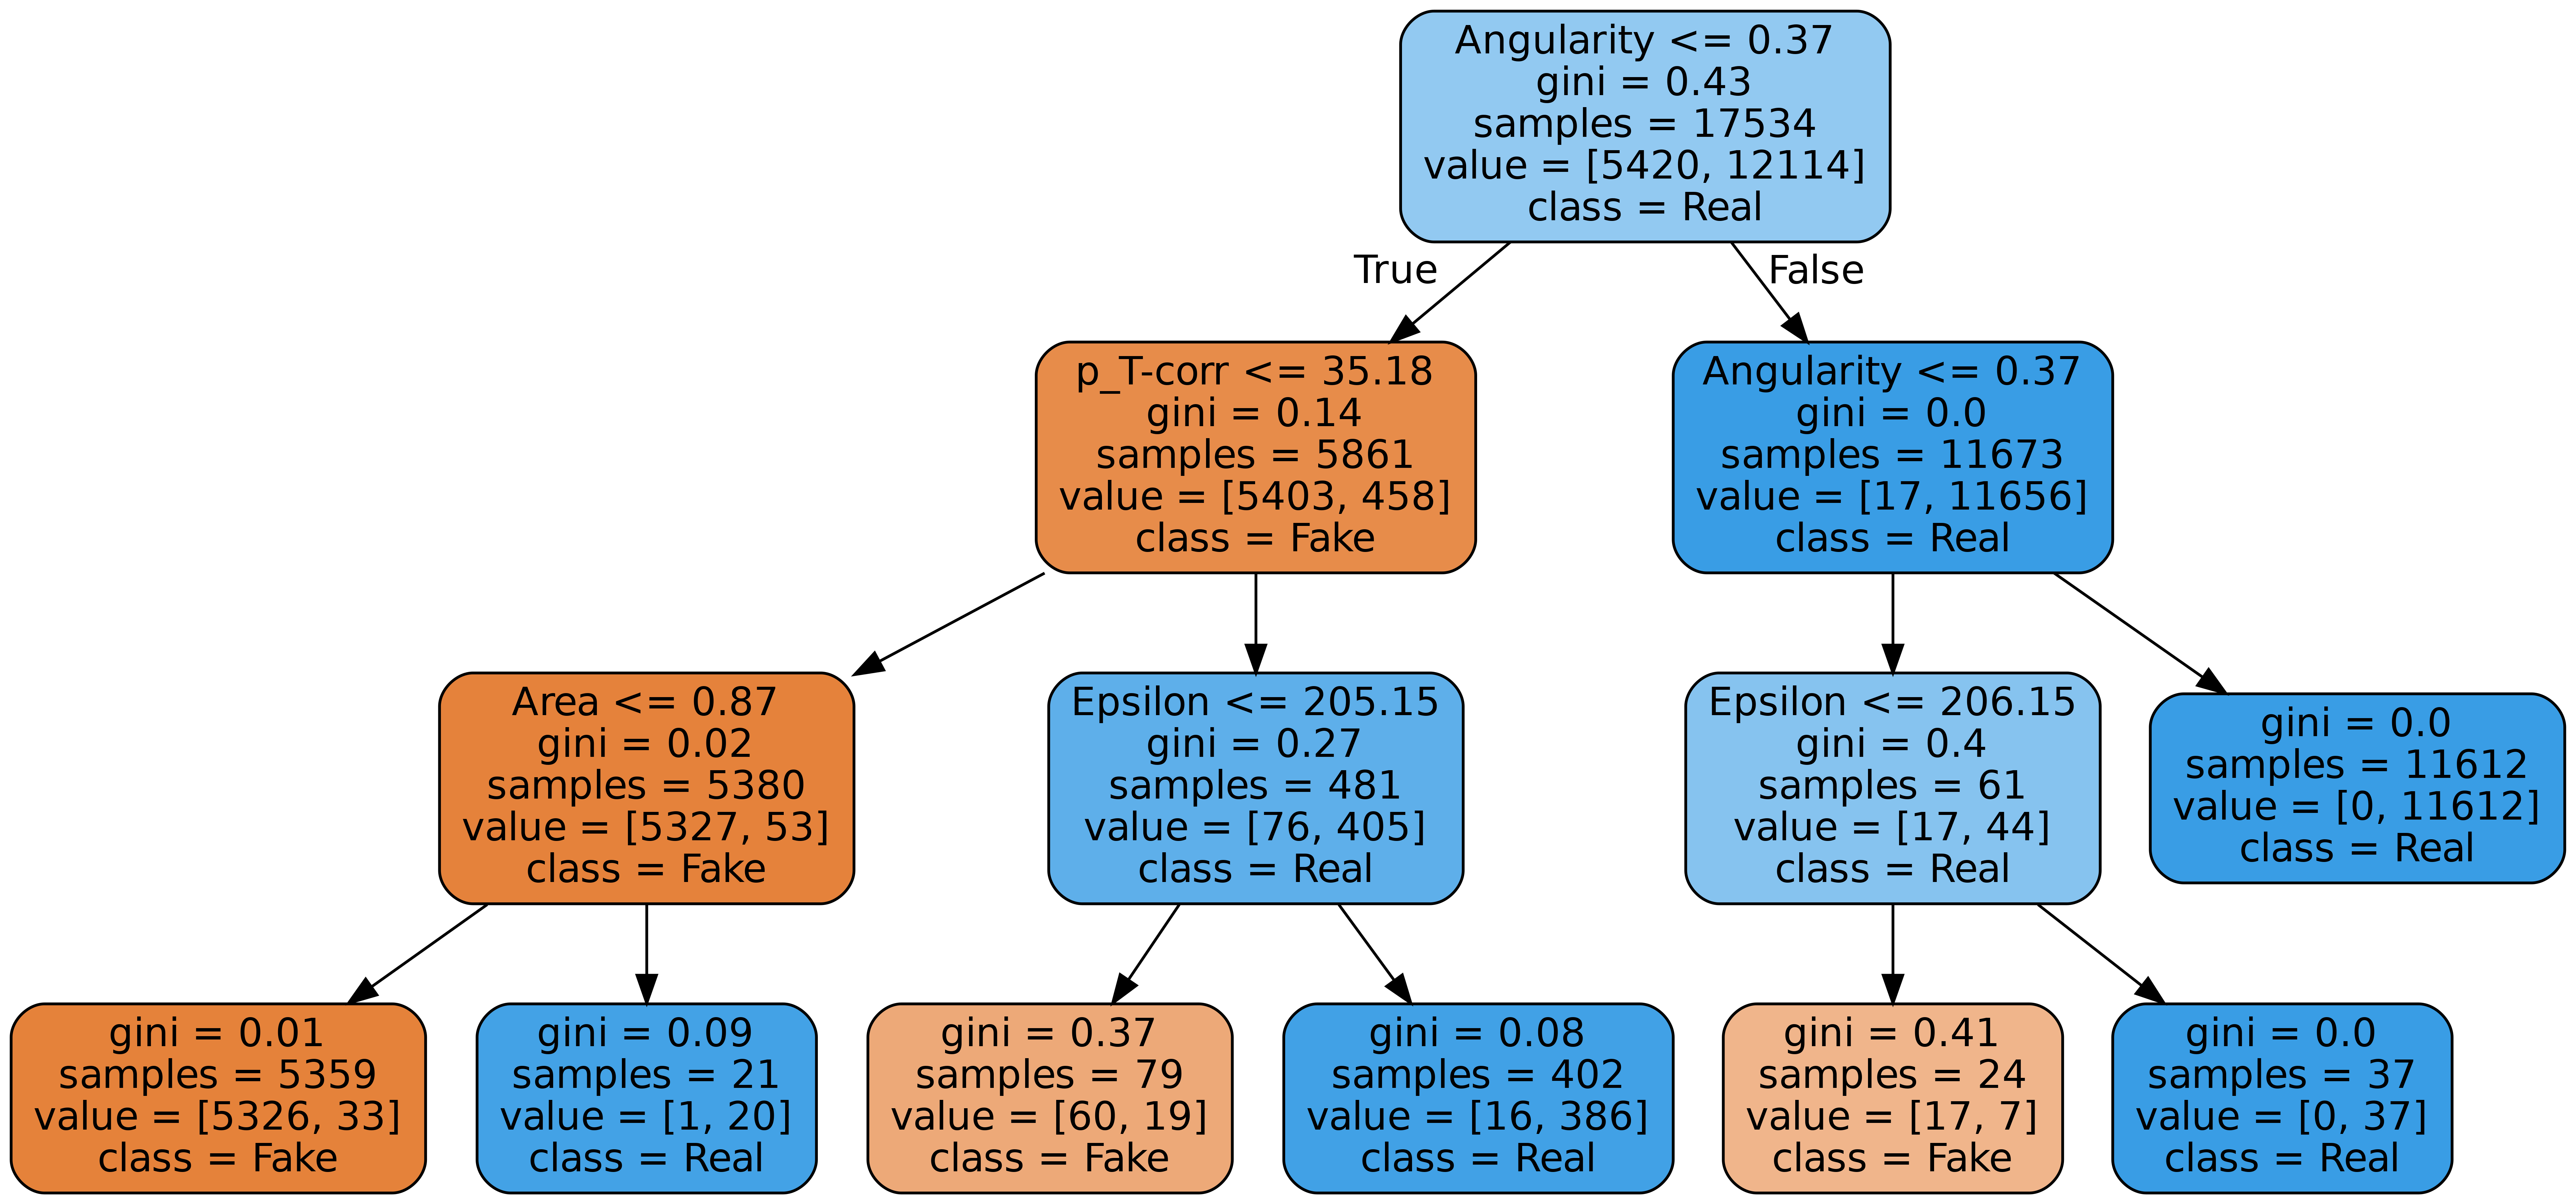 Angularity <= 0.37
gini = 0.43
samples = 17534
value = [5420, 12114]
class = Real
True
False
p_T-corr <= 35.18
gini = 0.14
samples = 5861
value = [5403, 458]
class = Fake
Angularity <= 0.37
gini = 0.0
samples = 11673
value = [17, 11656]
class = Real
Area <= 0.87
gini = 0.02
samples = 5380
value = [5327, 53]
class = Fake
Epsilon <= 205.15
gini = 0.27
samples = 481
value = [76, 405]
class = Real
Epsilon <= 206.15
gini = 0.4
samples = 61
value = [17, 44]
class = Real
gini = 0.0
samples = 11612
value = [0, 11612]
class = Real
gini = 0.01
samples = 5359
value = [5326, 33]
class = Fake
gini = 0.09
samples = 21
value = [1, 20]
class = Real
gini = 0.37
samples = 79
value = [60, 19]
class = Fake
gini = 0.08
samples = 402
value = [16, 386]
class = Real
gini = 0.41
samples = 24
value = [17, 7]
class = Fake
gini = 0.0
samples = 37
value = [0, 37]
class = Real